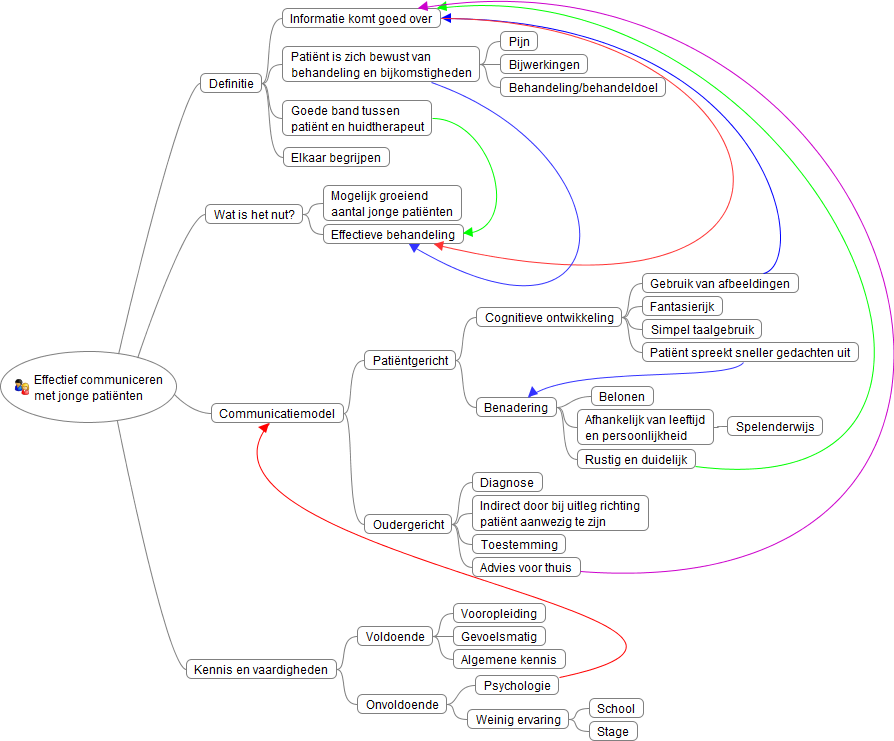 Effectief communiceren
met jonge patiënten
Definitie
Informatie komt goed over
Patiënt is zich bewust van
behandeling en bijkomstigheden
Pijn
Bijwerkingen
Behandeling/behandeldoel
Goede band tussen
patiënt en huidtherapeut
Elkaar begrijpen
Wat is het nut?
Mogelijk groeiend
aantal jonge patiënten
Effectieve behandeling
Communicatiemodel
Patiëntgericht
Cognitieve ontwikkeling
Gebruik van afbeeldingen
Fantasierijk
Simpel taalgebruik
Patiënt spreekt sneller gedachten uit
Benadering
Belonen
Afhankelijk van leeftijd
en persoonlijkheid
Spelenderwijs
Rustig en duidelijk
Oudergericht
Diagnose
Indirect door bij uitleg richting
patiënt aanwezig te zijn
Toestemming
Advies voor thuis
Kennis en vaardigheden
Voldoende
Vooropleiding
Gevoelsmatig
Algemene kennis
Onvoldoende
Psychologie
Weinig ervaring
School
Stage